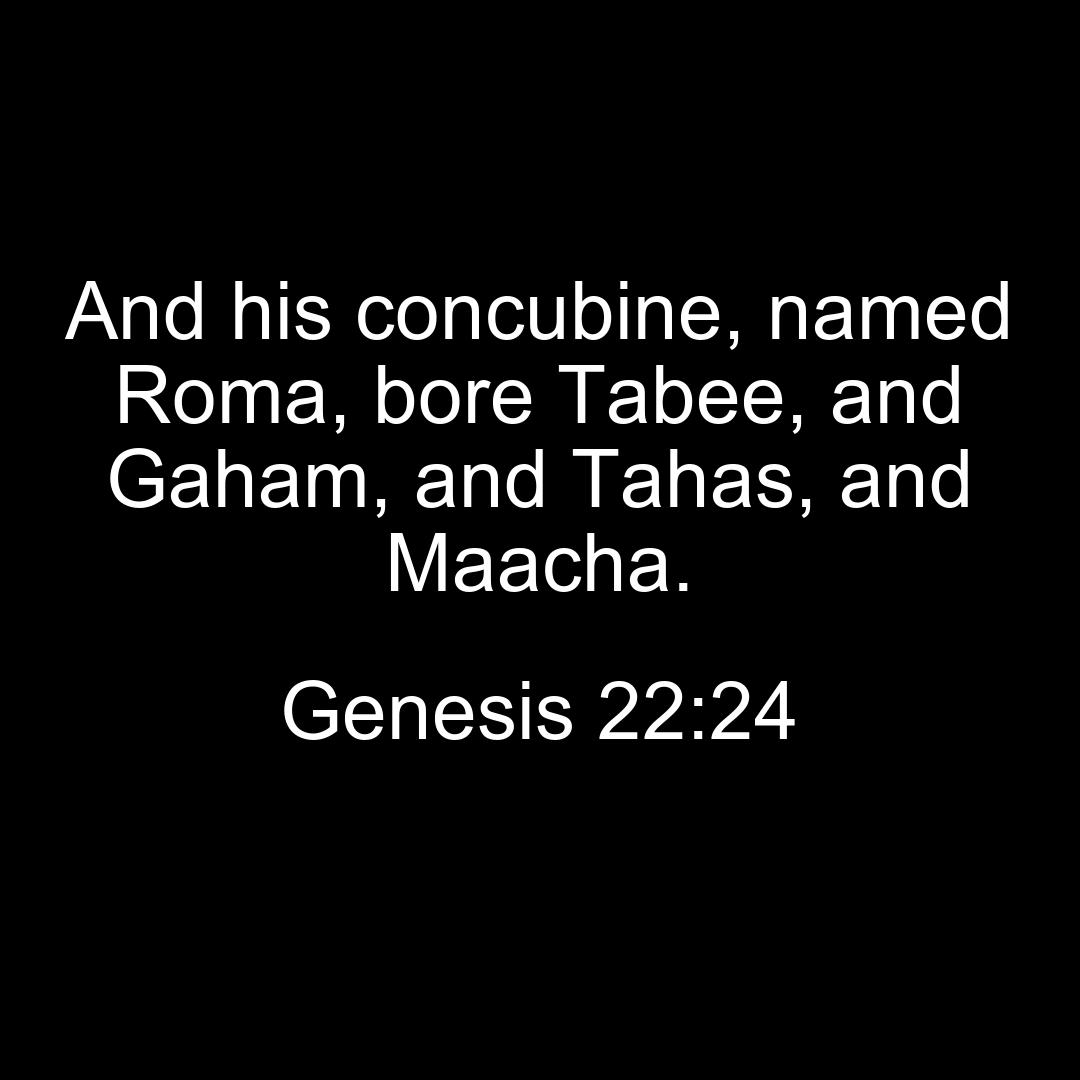 And his concubine, named
Roma, bore Tabee, and
Gaham, and Tahas, and
Maacha.
Genesis 22:24